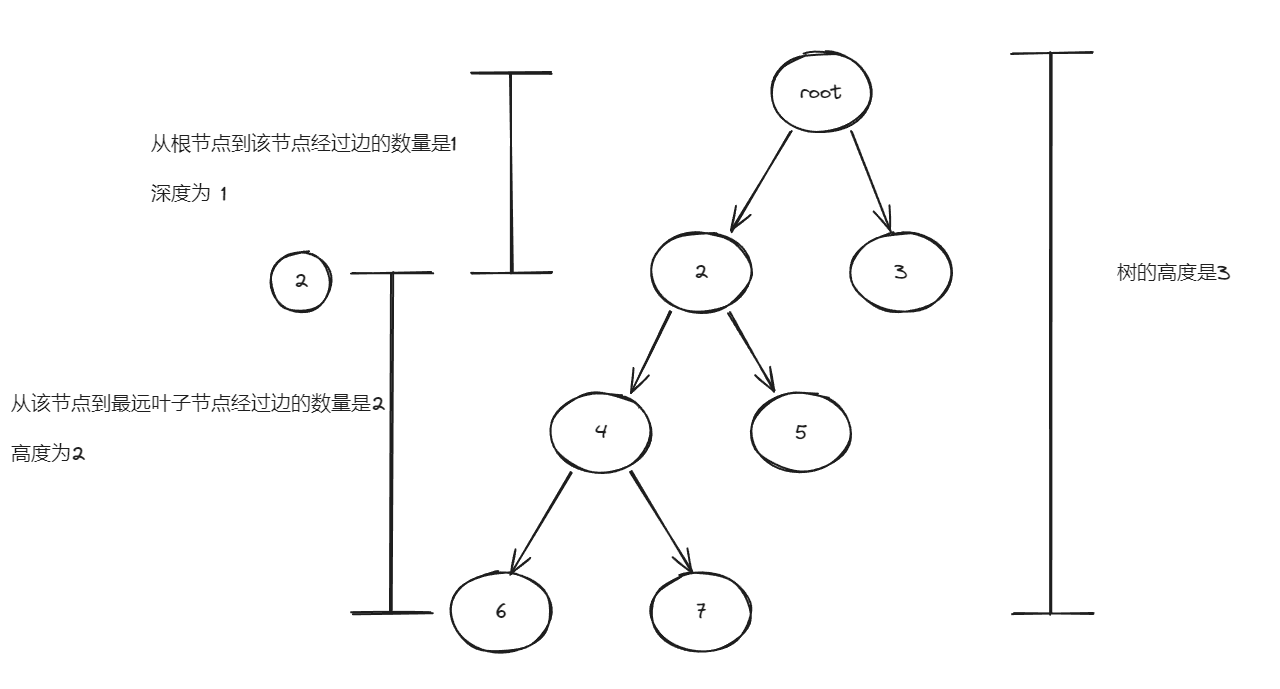 root
从根节点到该节点经过边的数量是1
深度为 1
2
2
3
树的高度是3
从该节点到最远叶子节点经过边的数量是2
高度为2
4
5
6
7